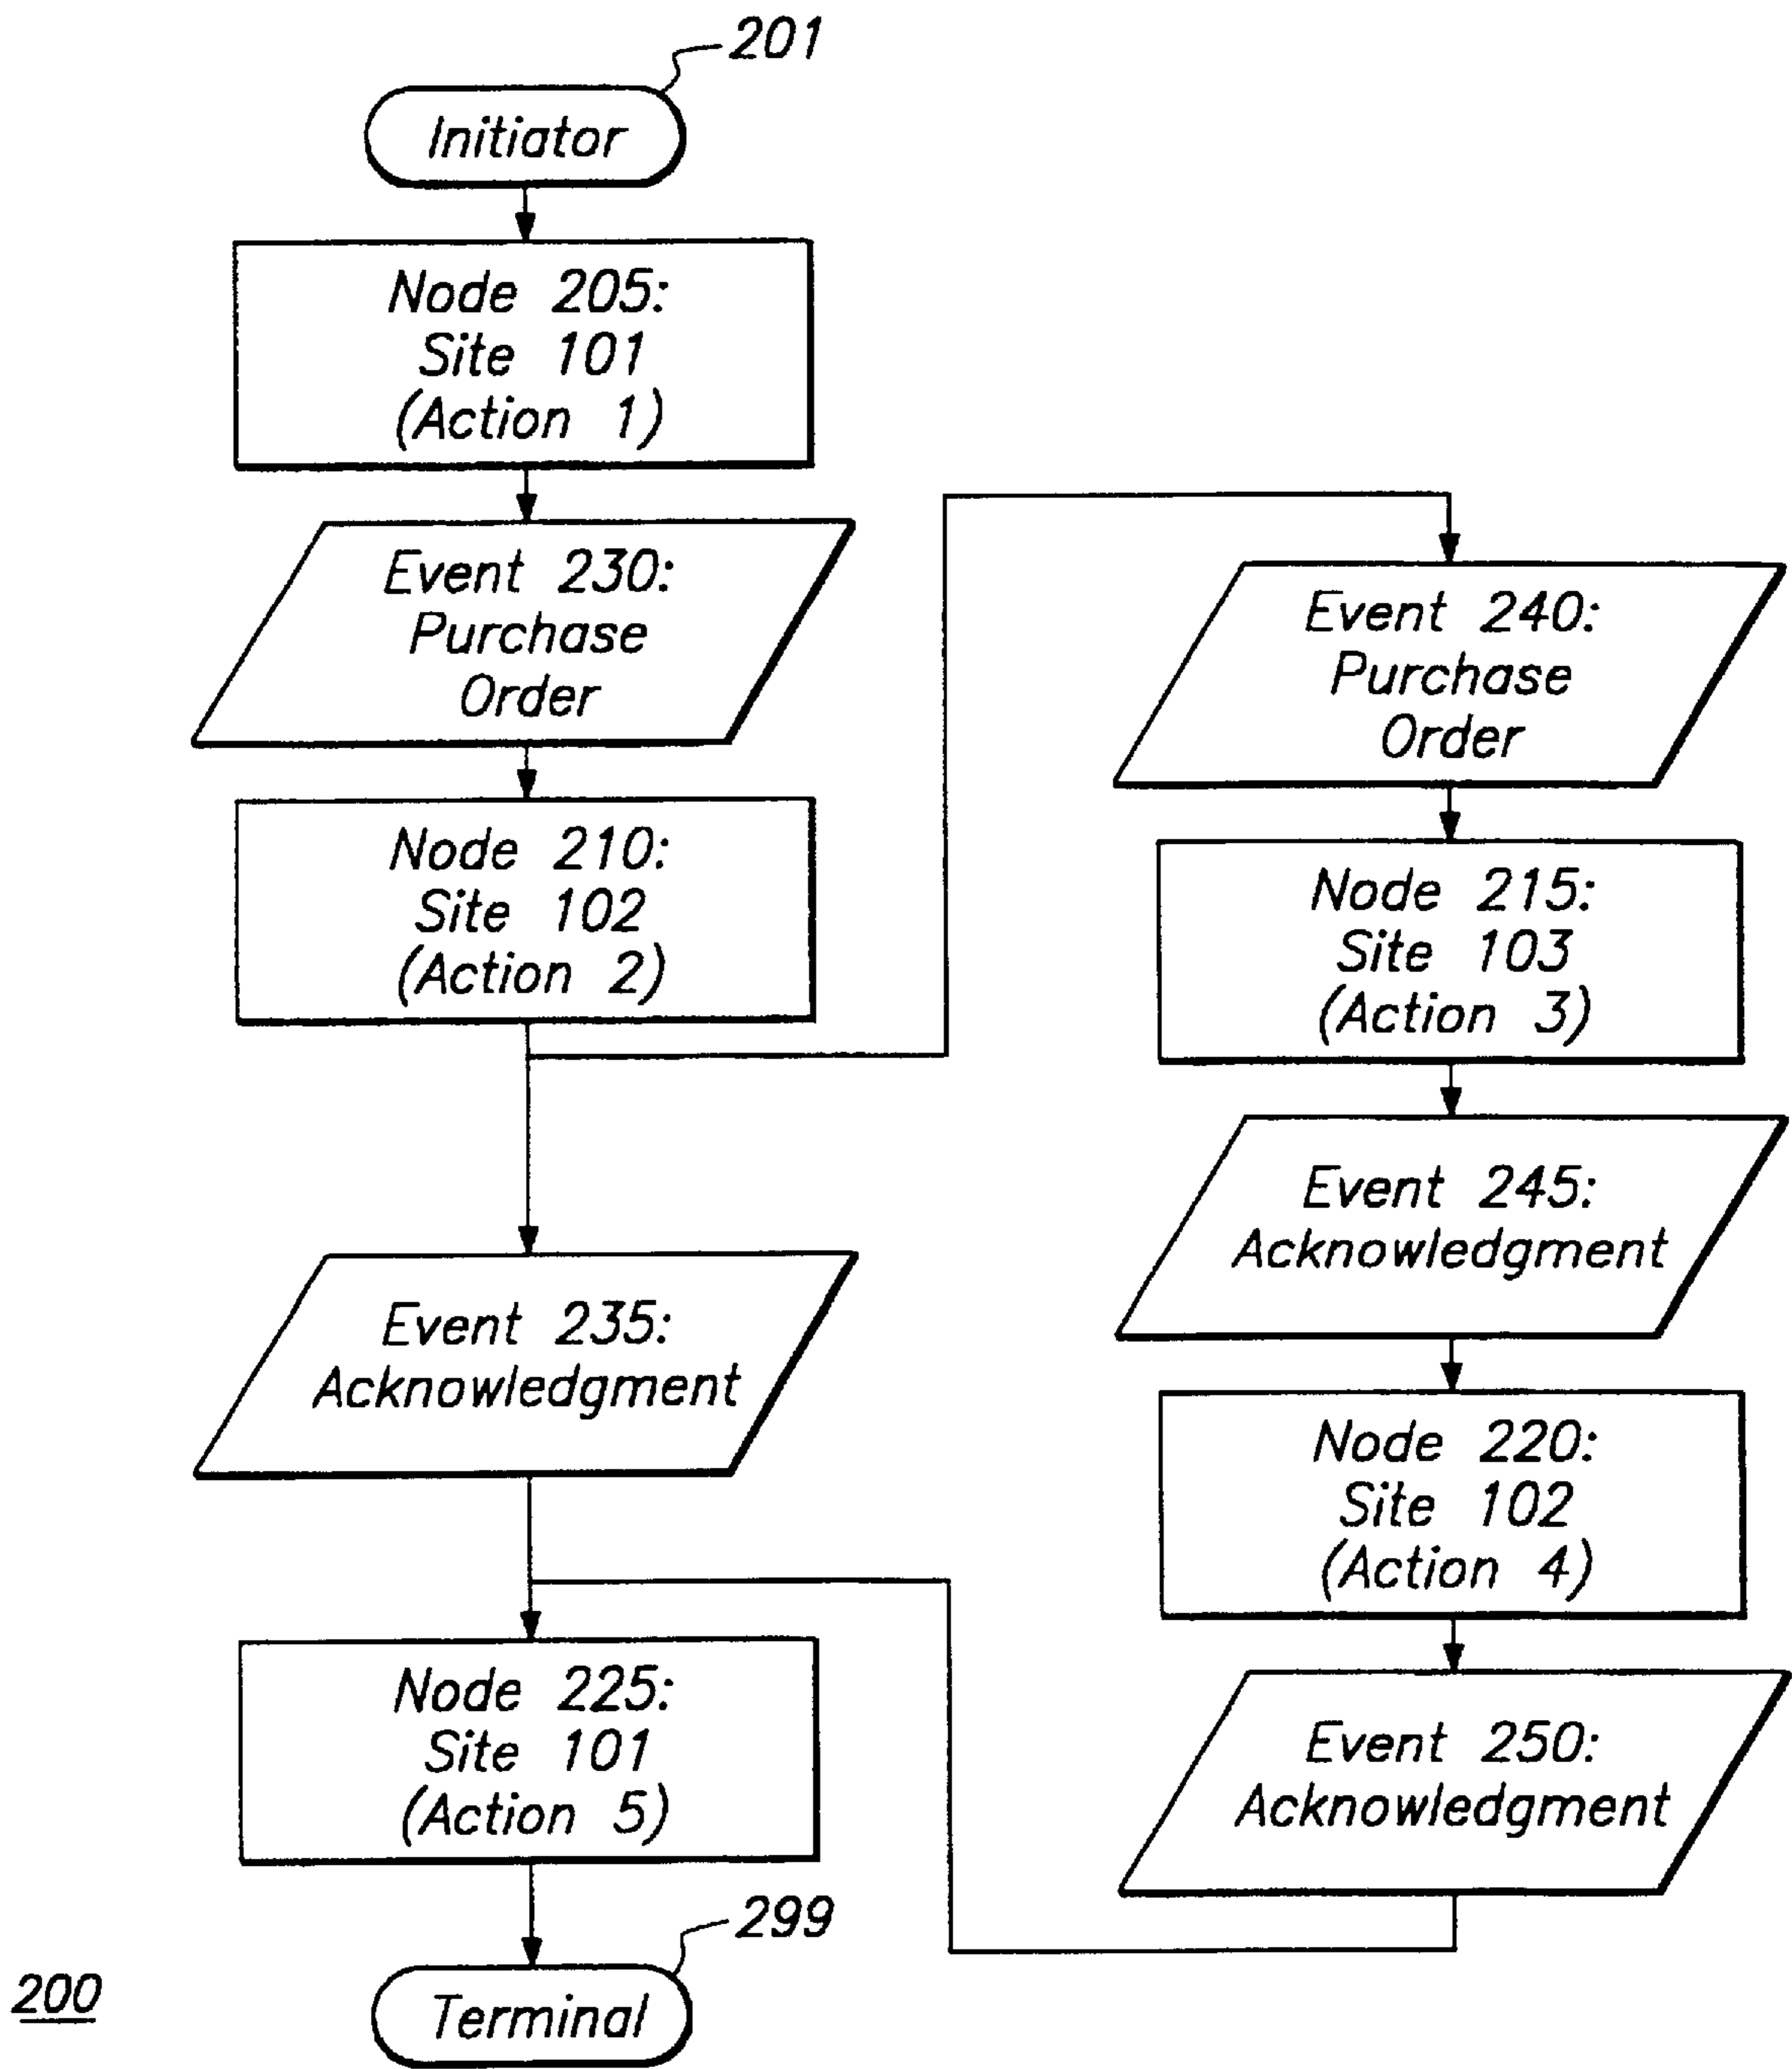 201
Initiator
Node 205:
Site 101
(Action 1)
Event 230:
Purchase
Order
Node 210:
Site 102
(Action 2)
Event 235:
Acknowledgment
Node 225:
Site 101
(Action 5)
299
Terminal
200
Event 240:
Purchase
Order
Node 215:
Site 103
(Action 3)
Event 245:
Acknowledgment
Node 220:
Site 102
(Action 4)
Event 250:
Acknowledgment